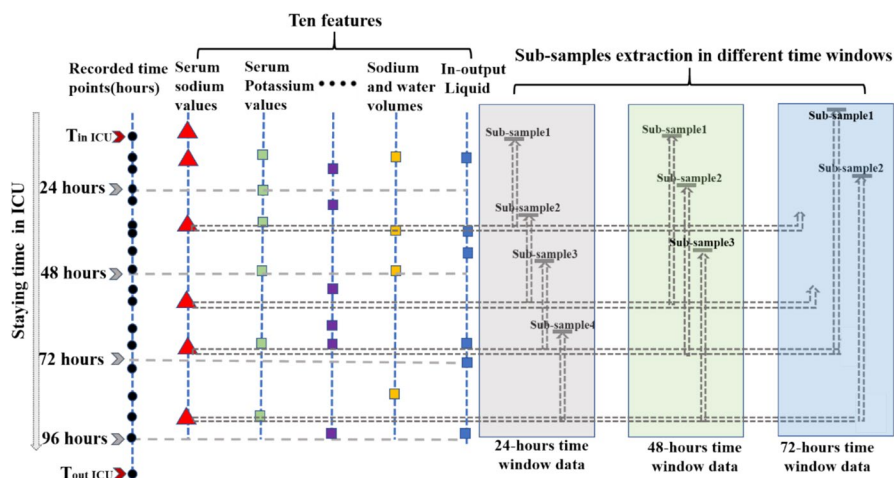 Ten features
Sub-samples extraction in different time windows
Recorded time
points(hours)
Serum
sodium
values
Serum
Potassium
values
Sodium
and water
volumes
In-output
Liquid
Staying time in ICU
Tin ICU
24 hours
48 hours
72 hours
96 hours
Tout ICU
Sub-sample1
Sub-sample2
Sub-sample3
Sub-sample4
24-hours time
window data
Sub-sample1
Sub-sample2
Sub-sample3
48-hours time
window data
Sub-sample1
Sub-sample2
72-hours time
window data